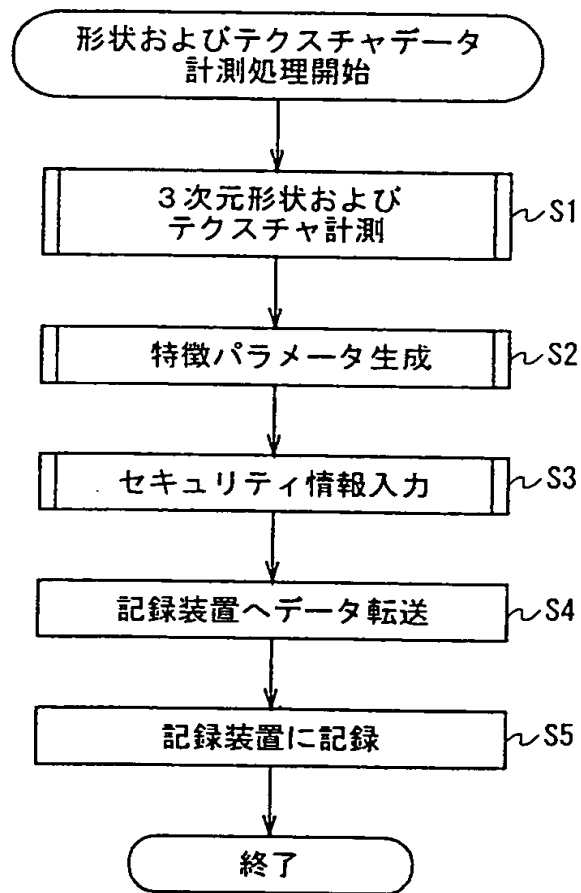 形状およびテクスチャデータ
計測処理開始
3次元形状および
テクスチャ計測
S1
特徴パラメータ生成
S2
セキュリティ情報入力
S3
記録装置へデータ転送
S4
記録装置に記録
S5
終了